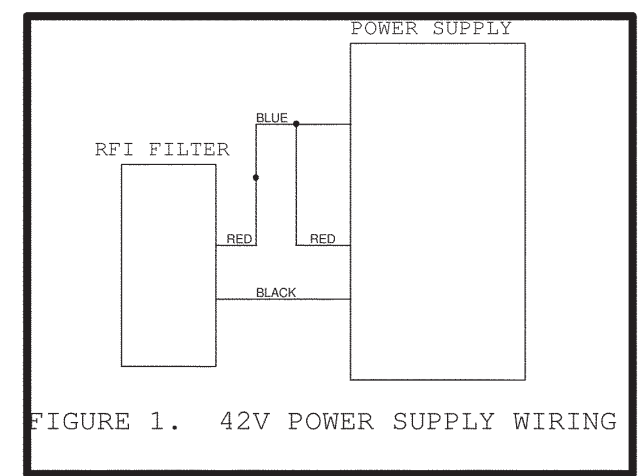 POWER SUPPLY
BLUE
RFI FILTER
RED
RED
BLACK
FIGURE 1. 42V POWER SUPPLY WIRING